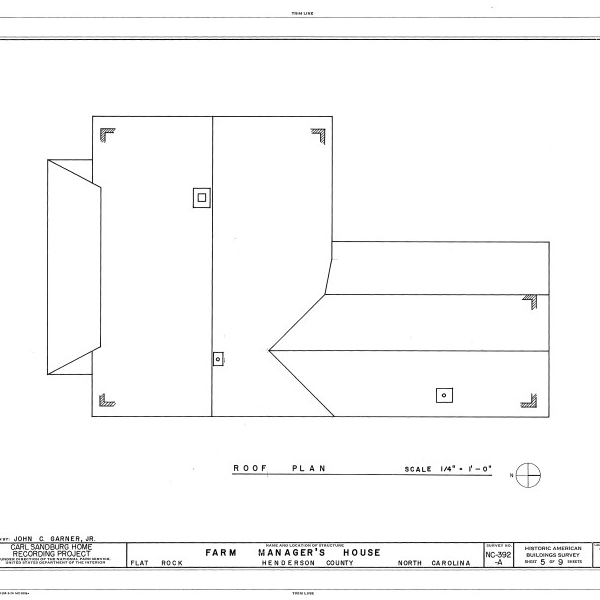 TRIM LINE
ROOF PLAN SCALE 1/4" = 1'-0"
N
BY: JOHN C. GARNER, JR.
CARL SANDBURG HOME
RECORDING PROJECT
UNDER DIRECTION OF THE NATIONAL PARK SERVICE,
UNITED STATES DEPARTMENT OF THE INTERIOR
NAME AND LOCATION OF STRUCTURE
FARM MANAGER'S HOUSE
FLAT ROCK HENDERSON COUNTY NORTH CAROLINA
SURVEY NO.
NC-392
-A
HISTORIC AMERICAN
BUILDINGS SURVEY
SHEET 5 OF 9 SHEETS
TRIM LINE